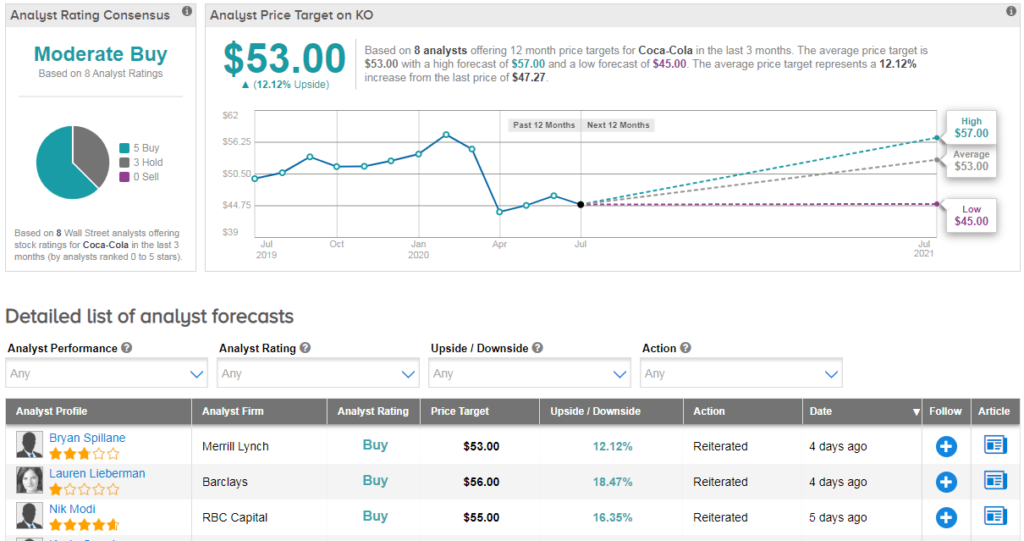 Analyst Rating Consensus
Moderate Buy
Based on 8 Analyst Ratings
5 Buy
3 Hold
0 Sell
Based on 8 Wall Street analysts offering
stock ratings for Coca-Cola in the last 3
months (by analysts ranked 0 to 5 stars).
Analyst Price Target on KO
$53.00
▲ (12.12% Upside)
Based on 8 analysts offering 12 month price targets for Coca-Cola in the last 3 months. The average price target is
$53.00 with a high forecast of $57.00 and a low forecast of $45.00. The average price target represents a 12.12%
increase from the last price of $47.27.
$62
$56.25
$50.50
$44.75
$39
Past 12 Months Next 12 Months
High
$57.00
Average
$53.00
Low
$45.00
Jul Oct Jan Apr Jul Jul
2019 2020 2021
Detailed list of analyst forecasts
Analyst Performance ? Analyst Rating ? Upside / Downside ? Action ?
Any Any Any Any
Analyst Profile Analyst Firm Analyst Rating Price Target Upside / Downside Action Date ▼ Follow Article
Bryan Spillane Merrill Lynch Buy $53.00 12.12% Reiterated 4 days ago
Lauren Lieberman Barclays Buy $56.00 18.47% Reiterated 4 days ago
Nik Modi RBC Capital Buy $55.00 16.35% Reiterated 5 days ago